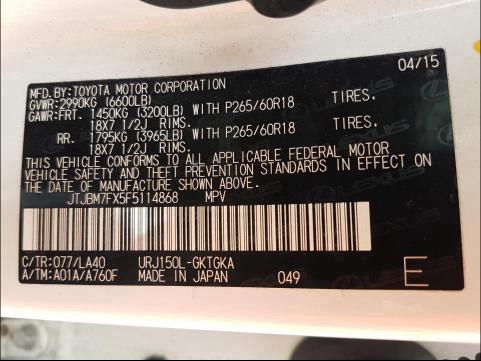 MFD.BY:TOYOTA MOTOR CORPORATION 04/15
GVWR:2990KG (6600LB)
GAWR:FRT. 1450KG (3200LB) WITH P265/60R18 TIRES.
18X7 1/2J RIMS.
RR. 1795KG (3965LB) WITH P265/60R18 TIRES.
18X7 1/2J RIMS.
THIS VEHICLE CONFORMS TO ALL APPLICABLE FEDERAL MOTOR
VEHICLE SAFETY AND THEFT PREVENTION STANDARDS IN EFFECT ON
THE DATE OF MANUFACTURE SHOWN ABOVE.
JTJBM7FX5F5114868 MPV
C/TR:077/LA40 URJ150L-GKTGKA
A/TM:A01A/A760F MADE IN JAPAN 049 E
LEXUS